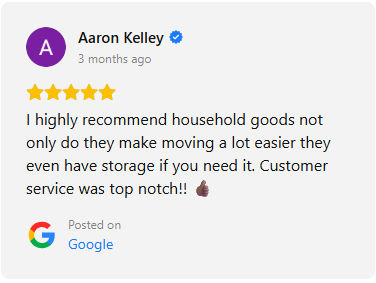 A
Aaron Kelley
3 months ago
I highly recommend household goods not
only do they make moving a lot easier they
even have storage if you need it. Customer
service was top notch!! 👍🏿
Posted on
Google